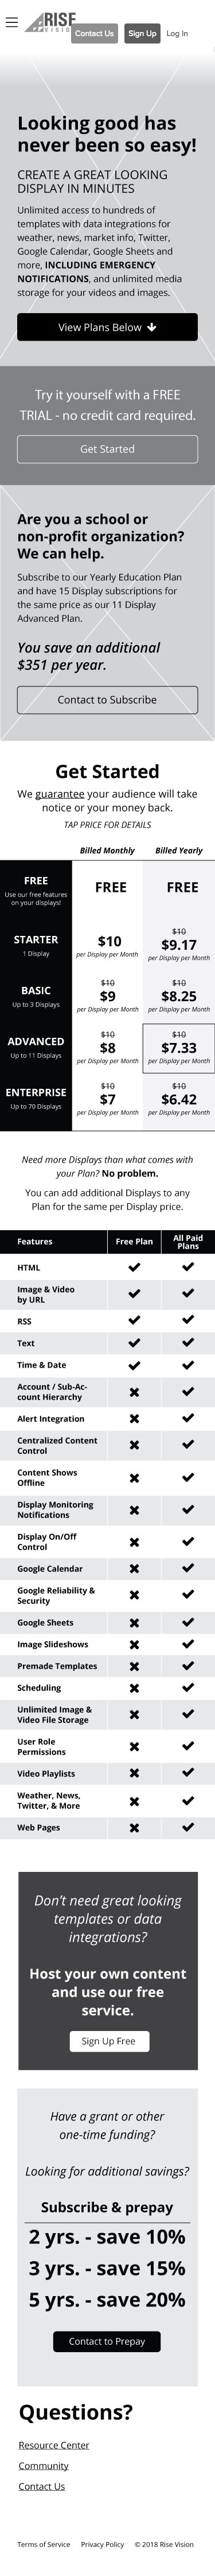 RISE
VISION
Contact Us
Sign Up
Log In
Looking good has
never been so easy!
CREATE A GREAT LOOKING
DISPLAY IN MINUTES
Unlimited access to hundreds of
templates with data integrations for
weather, news, market info, Twitter,
Google Calendar, Google Sheets and
more, INCLUDING EMERGENCY
NOTIFICATIONS, and unlimited media
storage for your videos and images.
View Plans Below
Try it yourself with a FREE
TRIAL - no credit card required.
Get Started
Are you a school or
non-profit organization?
We can help.
Subscribe to our Yearly Education Plan
and have 15 Display subscriptions for
the same price as our 11 Display
Advanced Plan.
You save an additional
$351 per year.
Contact to Subscribe
Get Started
We guarantee your audience will take
notice or your money back.
TAP PRICE FOR DETAILS
Billed Monthly Billed Yearly
FREE
Use our free features
on your displays!
FREE
FREE
STARTER
1 Display
$10
per Display per Month
$10
$9.17
per Display per Month
BASIC
Up to 3 Displays
$10
$9
per Display per Month
$10
$8.25
per Display per Month
ADVANCED
Up to 11 Displays
$10
$8
per Display per Month
$10
$7.33
per Display per Month
ENTERPRISE
Up to 70 Displays
$10
$7
per Display per Month
$10
$6.42
per Display per Month
Need more Displays than what comes with
your Plan? No problem.
You can add additional Displays to any
Plan for the same per Display price.
Features
Free Plan
All Paid
Plans
HTML
Image & Video
by URL
RSS
Text
Time & Date
Account / Sub-Ac-
count Hierarchy
Alert Integration
Centralized Content
Control
Content Shows
Offline
Display Monitoring
Notifications
Display On/Off
Control
Google Calendar
Google Reliability &
Security
Google Sheets
Image Slideshows
Premade Templates
Scheduling
Unlimited Image &
Video File Storage
User Role
Permissions
Video Playlists
Weather, News,
Twitter, & More
Web Pages
Don't need great looking
templates or data
integrations?
Host your own content
and use our free
service.
Sign Up Free
Have a grant or other
one-time funding?
Looking for additional savings?
Subscribe & prepay
2 yrs. - save 10%
3 yrs. - save 15%
5 yrs. - save 20%
Contact to Prepay
Questions?
Resource Center
Community
Contact Us
Terms of Service Privacy Policy © 2018 Rise Vision